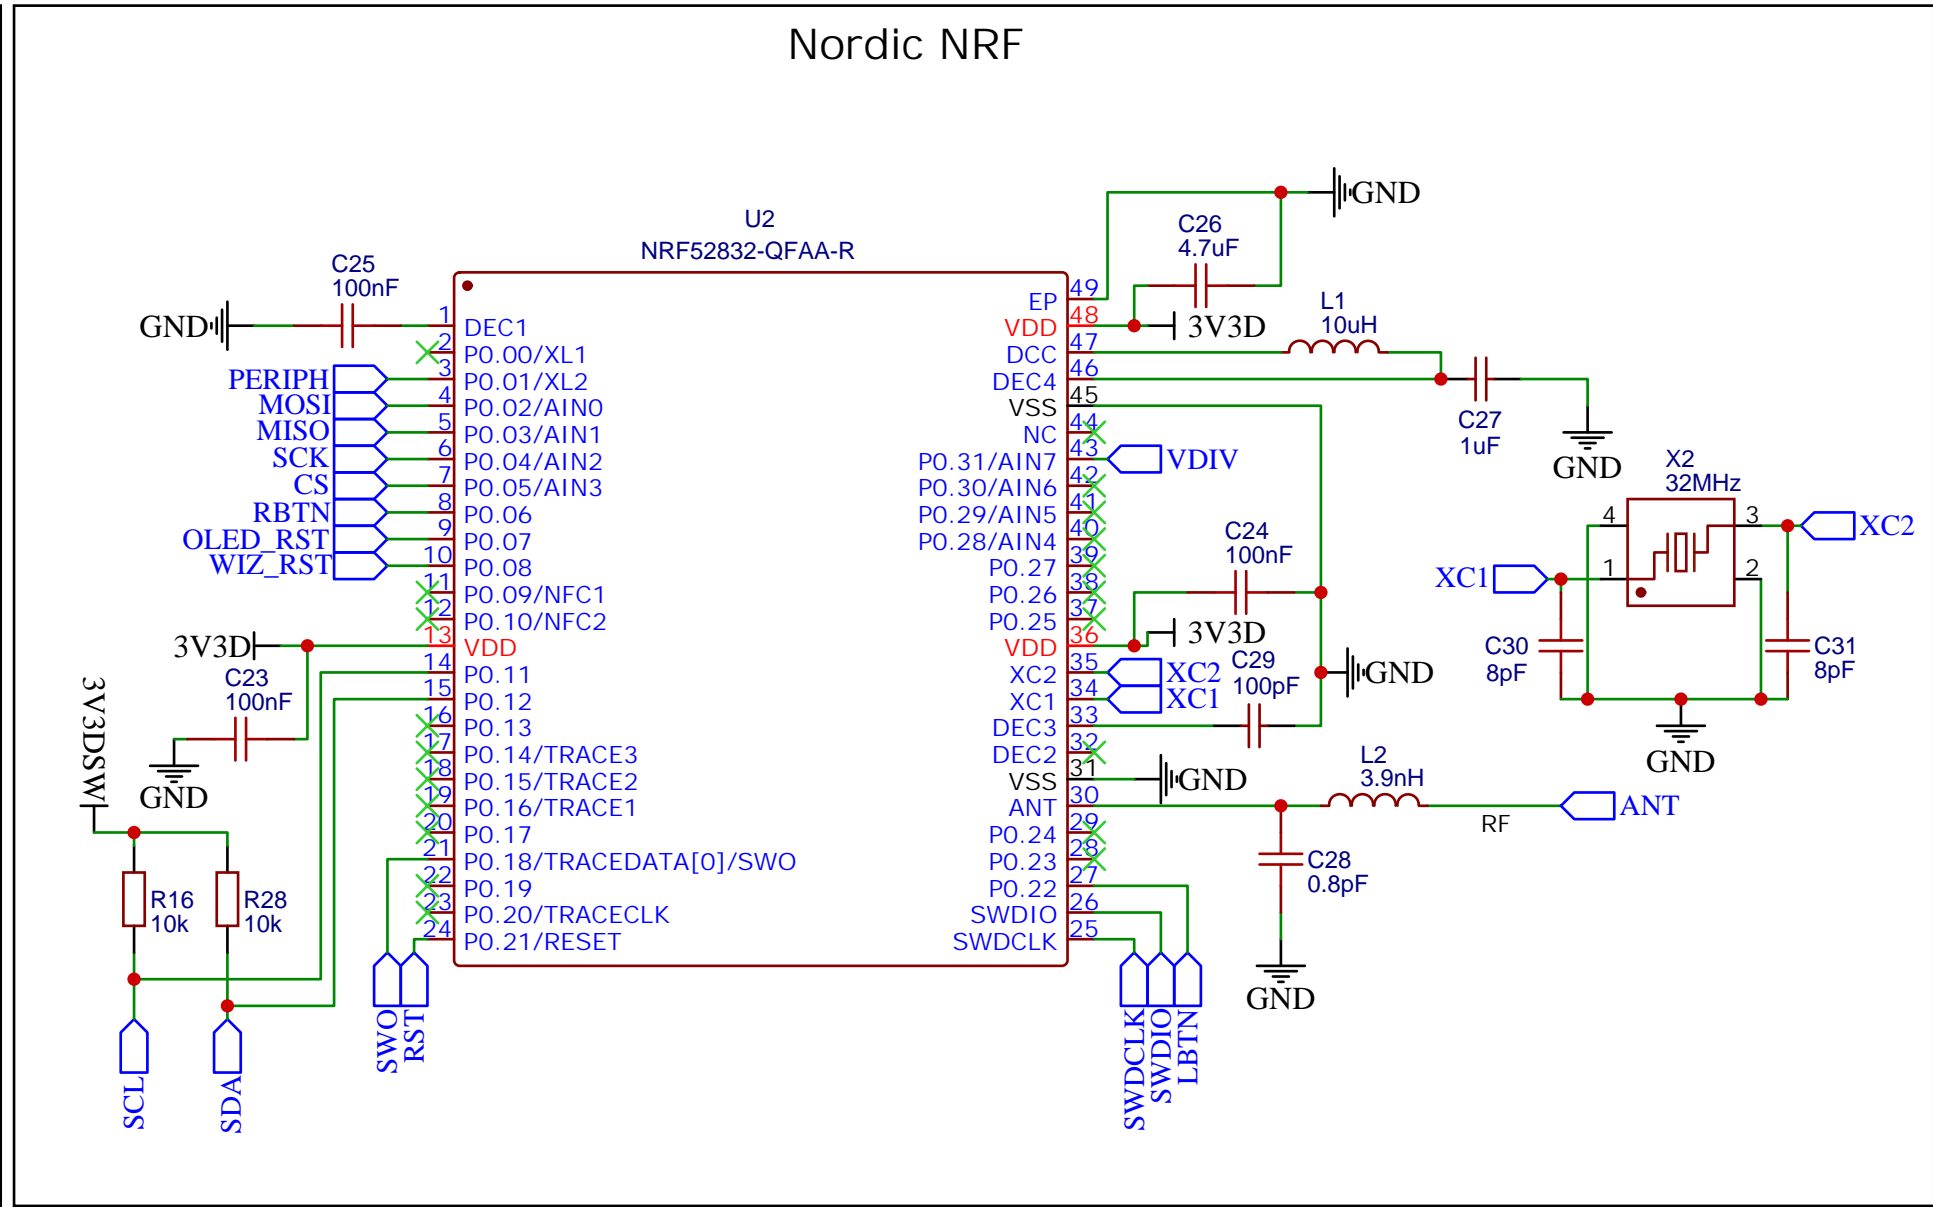 Nordic NRF
U2
NRF52832-QFAA-R
C25
100nF
GND
1 DEC1
2 P0.00/XL1
PERIPH 3 P0.01/XL2
MOSI 4 P0.02/AIN0
MISO 5 P0.03/AIN1
SCK 6 P0.04/AIN2
CS 7 P0.05/AIN3
RBTN 8 P0.06
OLED_RST 9 P0.07
WIZ_RST 10 P0.08
11 P0.09/NFC1
12 P0.10/NFC2
3V3D 13 VDD
14 P0.11
15 P0.12
16 P0.13
17 P0.14/TRACE3
18 P0.15/TRACE2
19 P0.16/TRACE1
20 P0.17
21 P0.18/TRACEDATA[0]/SWO
22 P0.19
23 P0.20/TRACECLK
24 P0.21/RESET
C23
100nF
GND
3V3DSW
R16
10k
R28
10k
SCL
SDA
SWO
RST
EP 49
VDD 48
DCC 47
DEC4 46
VSS 45
NC 44
P0.31/AIN7 43 VDIV
P0.30/AIN6 42
P0.29/AIN5 41
P0.28/AIN4 40
P0.27 39
P0.26 38
P0.25 37
VDD 36
XC2 35 XC2
XC1 34 XC1
DEC3 33
DEC2 32
VSS 31 GND
ANT 30
P0.24 29
P0.23 28
P0.22 27
SWDIO 26
SWDCLK 25
SWDCLK
SWDIO
LBTN
GND
C26
4.7uF
3V3D
L1
10uH
C27
1uF
GND
C24
100nF
3V3D
C29
100pF
GND
L2
3.9nH
RF
ANT
C28
0.8pF
GND
X2
32MHz
4
3
XC2
XC1
1
2
C30
8pF
C31
8pF
GND